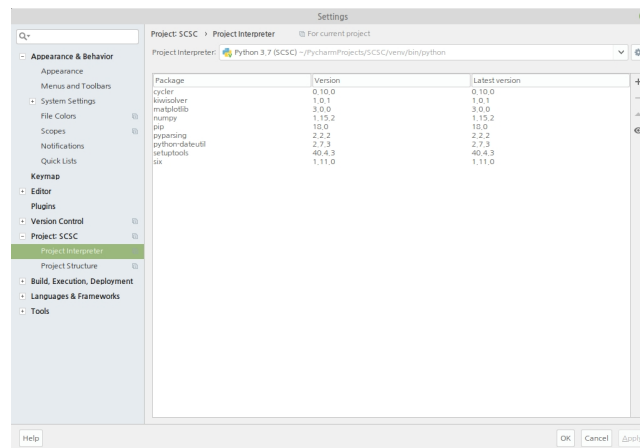 Settings
Project: SCSC › Project Interpreter For current project
Appearance & Behavior
Appearance
Menus and Toolbars
System Settings
File Colors
Scopes
Notifications
Quick Lists
Keymap
Editor
Plugins
Version Control
Project: SCSC
Project Interpreter
Project Structure
Build, Execution, Deployment
Languages & Frameworks
Tools
Project Interpreter: Python 3.7 (SCSC) ~/PycharmProjects/SCSC/venv/bin/python
Package Version Latest version
cycler 0.10.0 0.10.0
kiwisolver 1.0.1 1.0.1
matplotlib 3.0.0 3.0.0
numpy 1.15.2 1.15.2
pip 18.0 18.0
pyparsing 2.2.2 2.2.2
python-dateutil 2.7.3 2.7.3
setuptools 40.4.3 40.4.3
six 1.11.0 1.11.0
Help OK Cancel Apply